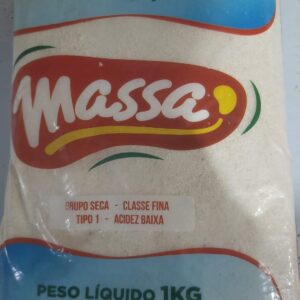 Massa
GRUPO SECA - CLASSE FINA
TIPO 1 - ACIDEZ BAIXA
PESO LÍQUIDO 1KG